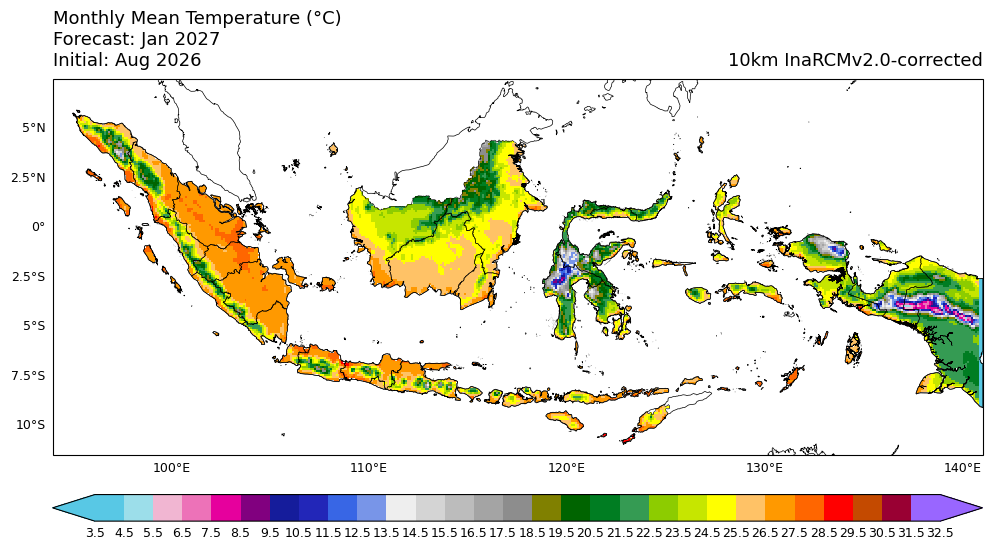 Monthly Mean Temperature (°C)
Forecast: Jan 2027
Initial: Aug 2026
10km InaRCMv2.0-corrected
5°N
2.5°N
0°
2.5°S
5°S
7.5°S
10°S
100°E 110°E 120°E 130°E 140°E
3.5 4.5 5.5 6.5 7.5 8.5 9.5 10.5 11.5 12.5 13.5 14.5 15.5 16.5 17.5 18.5 19.5 20.5 21.5 22.5 23.5 24.5 25.5 26.5 27.5 28.5 29.5 30.5 31.5 32.5